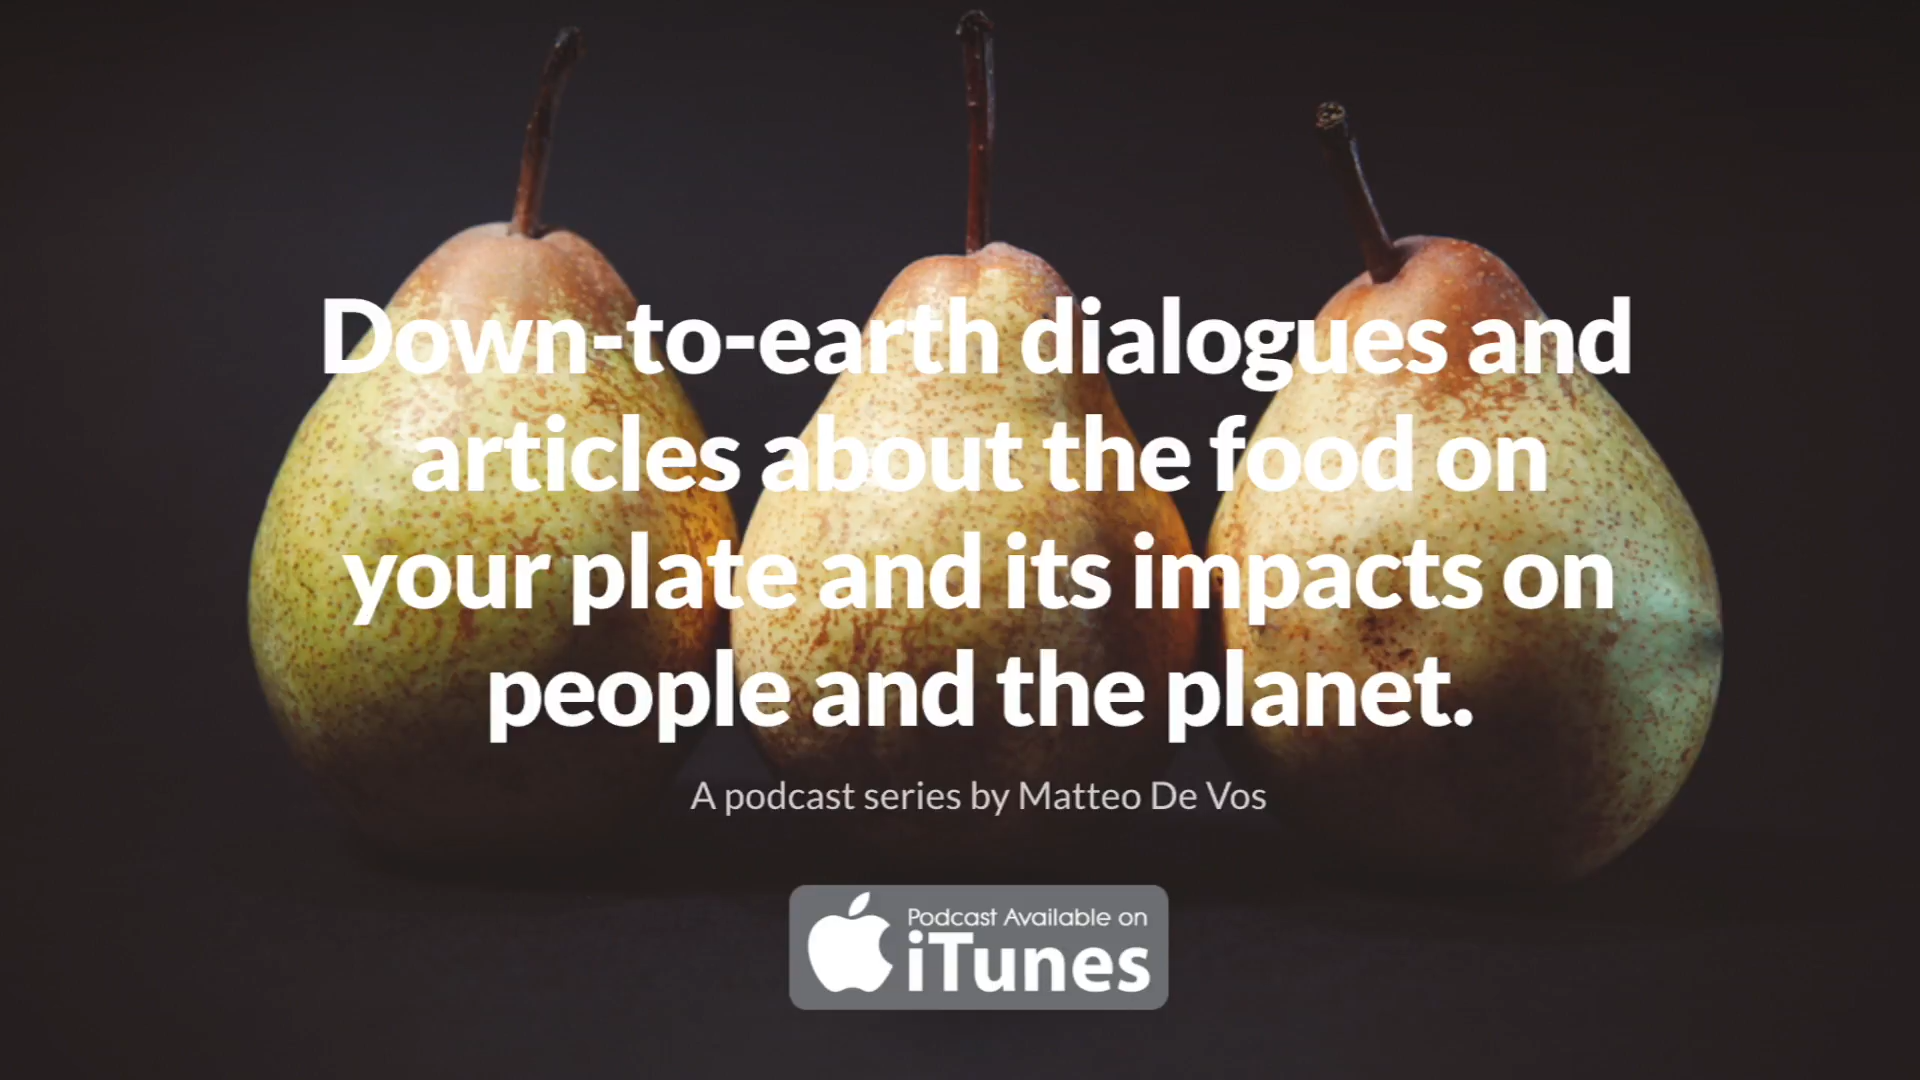 Down-to-earth dialogues and
articles about the food on
your plate and its impacts on
people and the planet.
A podcast series by Matteo De Vos
Podcast Available on
iTunes